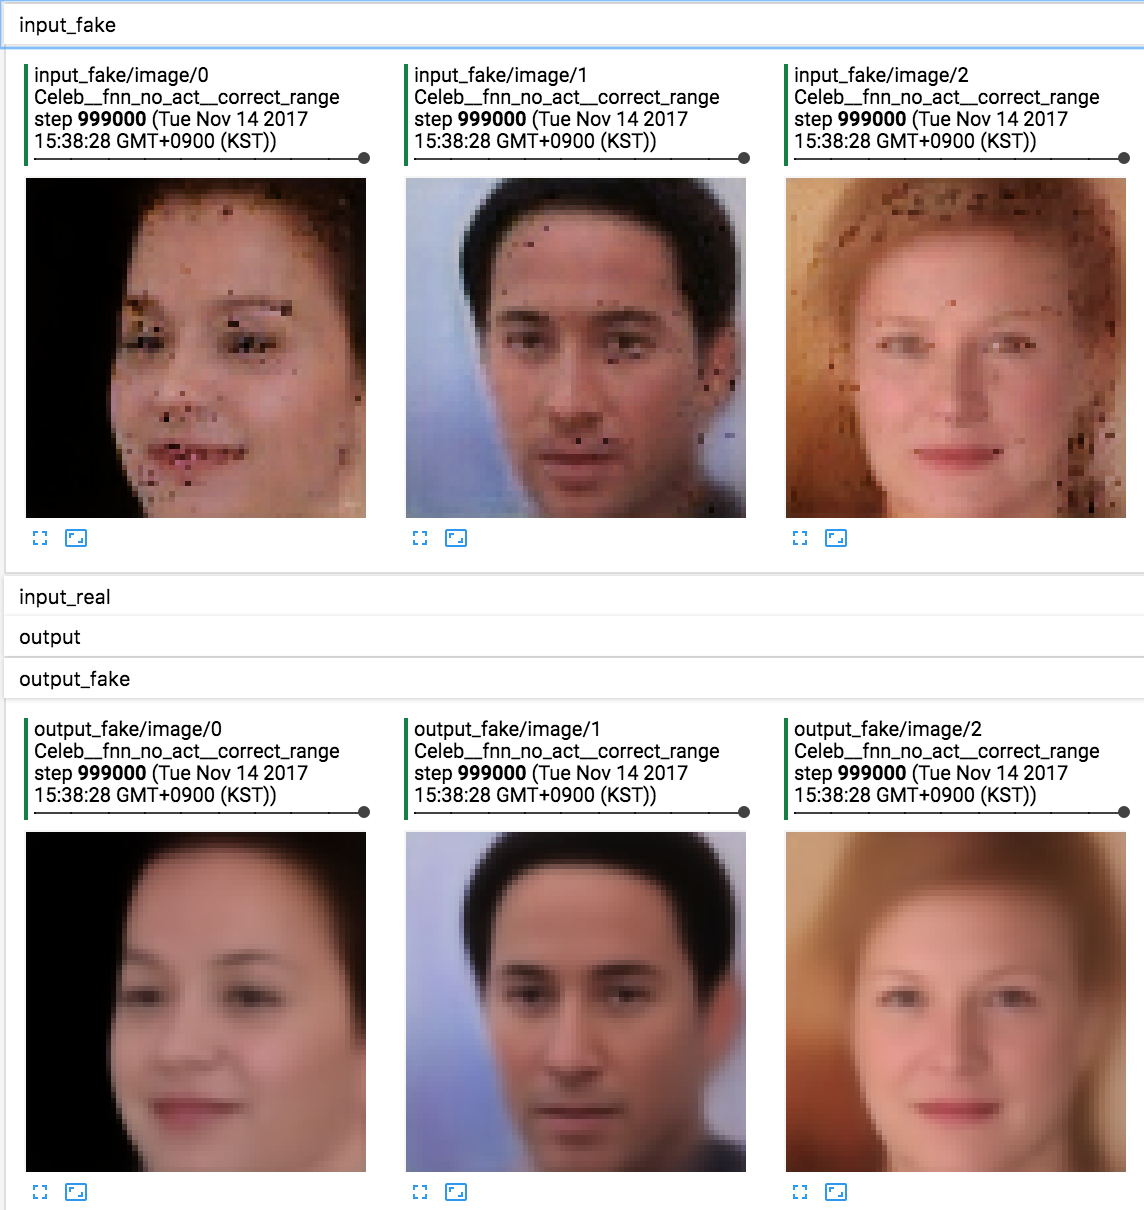 input_fake
input_fake/image/0
Celeb__fnn_no_act__correct_range
step 999000 (Tue Nov 14 2017
15:38:28 GMT+0900 (KST))
input_fake/image/1
Celeb__fnn_no_act__correct_range
step 999000 (Tue Nov 14 2017
15:38:28 GMT+0900 (KST))
input_fake/image/2
Celeb__fnn_no_act__correct_range
step 999000 (Tue Nov 14 2017
15:38:28 GMT+0900 (KST))
input_real
output
output_fake
output_fake/image/0
Celeb__fnn_no_act__correct_range
step 999000 (Tue Nov 14 2017
15:38:28 GMT+0900 (KST))
output_fake/image/1
Celeb__fnn_no_act__correct_range
step 999000 (Tue Nov 14 2017
15:38:28 GMT+0900 (KST))
output_fake/image/2
Celeb__fnn_no_act__correct_range
step 999000 (Tue Nov 14 2017
15:38:28 GMT+0900 (KST))